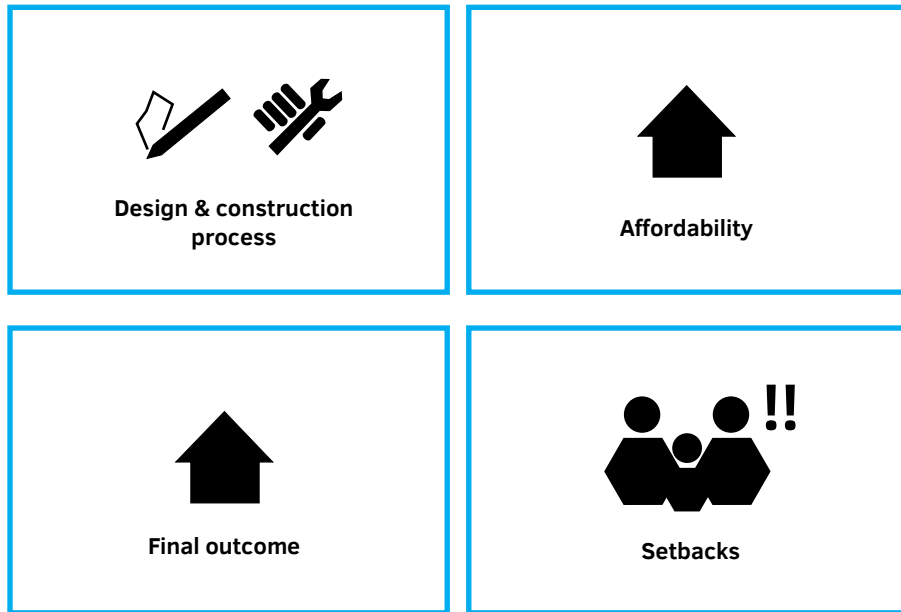 Design & construction
process
Affordability
Final outcome
!!
Setbacks